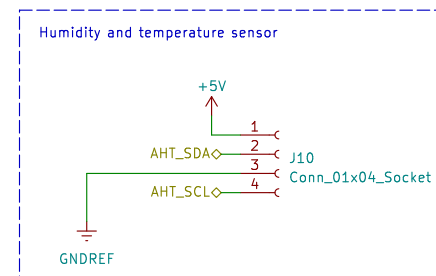 Humidity and temperature sensor
+5V
1
AHT_SDA 2
J10
3
Conn_01x04_Socket
AHT_SCL 4
GNDREF